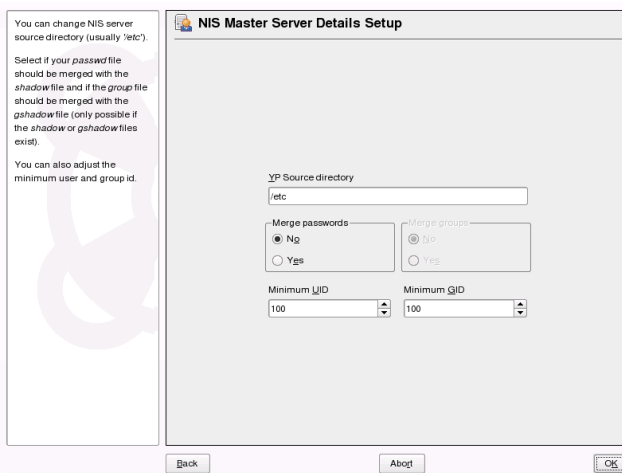 You can change NIS server
source directory (usually '/etc').
Select if your passwd file
should be merged with the
shadow file and if the group file
should be merged with the
gshadow file (only possible if
the shadow or gshadow files
exist).
You can also adjust the
minimum user and group id.
NIS Master Server Details Setup
YP Source directory
/etc
Merge passwords
No
Yes
Merge groups
No
Yes
Minimum UID
100
Minimum GID
100
Back
Abort
OK